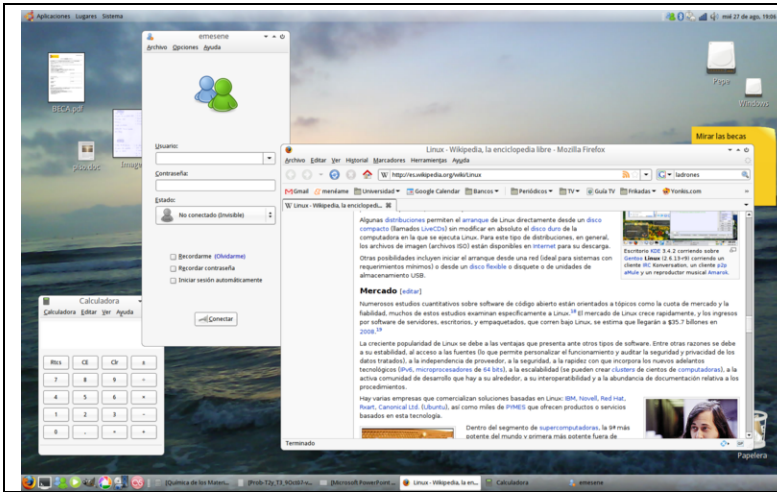 Aplicaciones Lugares Sistema
mié 27 de ago, 19:06
emesene
Archivo Opciones Ayuda
BECA.pdf
piso.doc
Usuario:
Contraseña:
Estado:
No conectado (Invisible)
Recordarme (Olvidarme)
Recordar contraseña
Iniciar sesión automáticamente
Conectar
Pepe
Windows
Mirar las becas
Linux - Wikipedia, la enciclopedia libre - Mozilla Firefox
Archivo Editar Ver Historial Marcadores Herramientas Ayuda
W http://es.wikipedia.org/wiki/Linux
ladrones
Gmail menéame Universidad Google Calendar Bancos Periódicos TV Guía TV Frikadas Yonkis.com
W Linux - Wikipedia, la enciclopedi...
Algunas distribuciones permiten el arranque de Linux directamente desde un disco
compacto (llamados LiveCDs) sin modificar en absoluto el disco duro de la
computadora en la que se ejecuta Linux. Para este tipo de distribuciones, en general,
los archivos de imagen (archivos ISO) están disponibles en Internet para su descarga.
Otras posibilidades incluyen iniciar el arranque desde una red (ideal para sistemas con
requerimientos mínimos) o desde un disco flexible o disquete o de unidades de
almacenamiento USB.
Escritorio KDE 3.4.2 corriendo sobre
Gentoo Linux (2.6.13-r9) corriendo un
cliente IRC Konversation, un cliente p2p
aMule y un reproductor musical Amarok.
Mercado [editar]
Numerosos estudios cuantitativos sobre software de código abierto están orientados a tópicos como la cuota de mercado y la
fiabilidad, muchos de estos estudios examinan específicamente a Linux.18 El mercado de Linux crece rapidamente, y los ingresos
por software de servidores, escritorios, y empaquetados, que corren bajo Linux, se estima que llegarán a $35.7 billones en
2008.19
La creciente popularidad de Linux se debe a las ventajas que presenta ante otros tipos de software. Entre otras razones se debe
a su estabilidad, al acceso a las fuentes (lo que permite personalizar el funcionamiento y auditar la seguridad y privacidad de los
datos tratados), a la independencia de proveedor, a la seguridad, a la rapidez con que incorpora los nuevos adelantos
tecnológicos (IPv6, microprocesadores de 64 bits), a la escalabilidad (se pueden crear clusters de cientos de computadoras), a la
activa comunidad de desarrollo que hay a su alrededor, a su interoperatibilidad y a la abundancia de documentación relativa a los
procedimientos.
Hay varias empresas que comercializan soluciones basadas en Linux: IBM, Novell, Red Hat,
Rxart, Canonical Ltd. (Ubuntu), así como miles de PYMES que ofrecen productos o servicios
basados en esta tecnología.
Dentro del segmento de supercomputadoras, la 9ª más
potente del mundo y primera más potente fuera de
Terminado
Calculadora
Calculadora Editar Ver Ayuda
Rtcs CE Clr ±
7 8 9 ÷
4 5 6 ×
1 2 3 -
0 . = +
Papelera
[Química de los Materi...
[Microsoft PowerPoint ...
Linux - Wikipedia, la en...
Calculadora
emesene